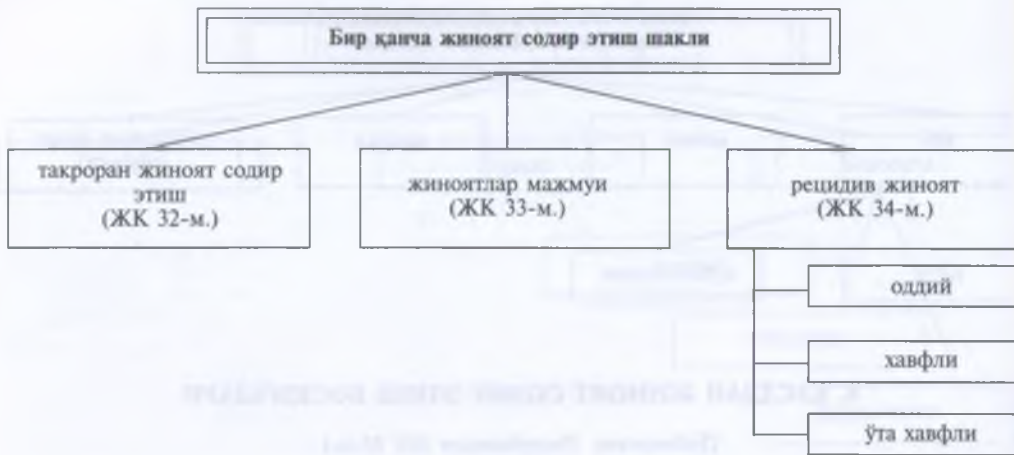 Бир қанча жиноят содир этиш шакли
такроран жиноят содир
этиш
(ЖК 32-м.)
жиноятлар мажмуи
(ЖК 33-м.)
рецидив жиноят
(ЖК 34-м.)
оддий
хавфли
ўта хавфли